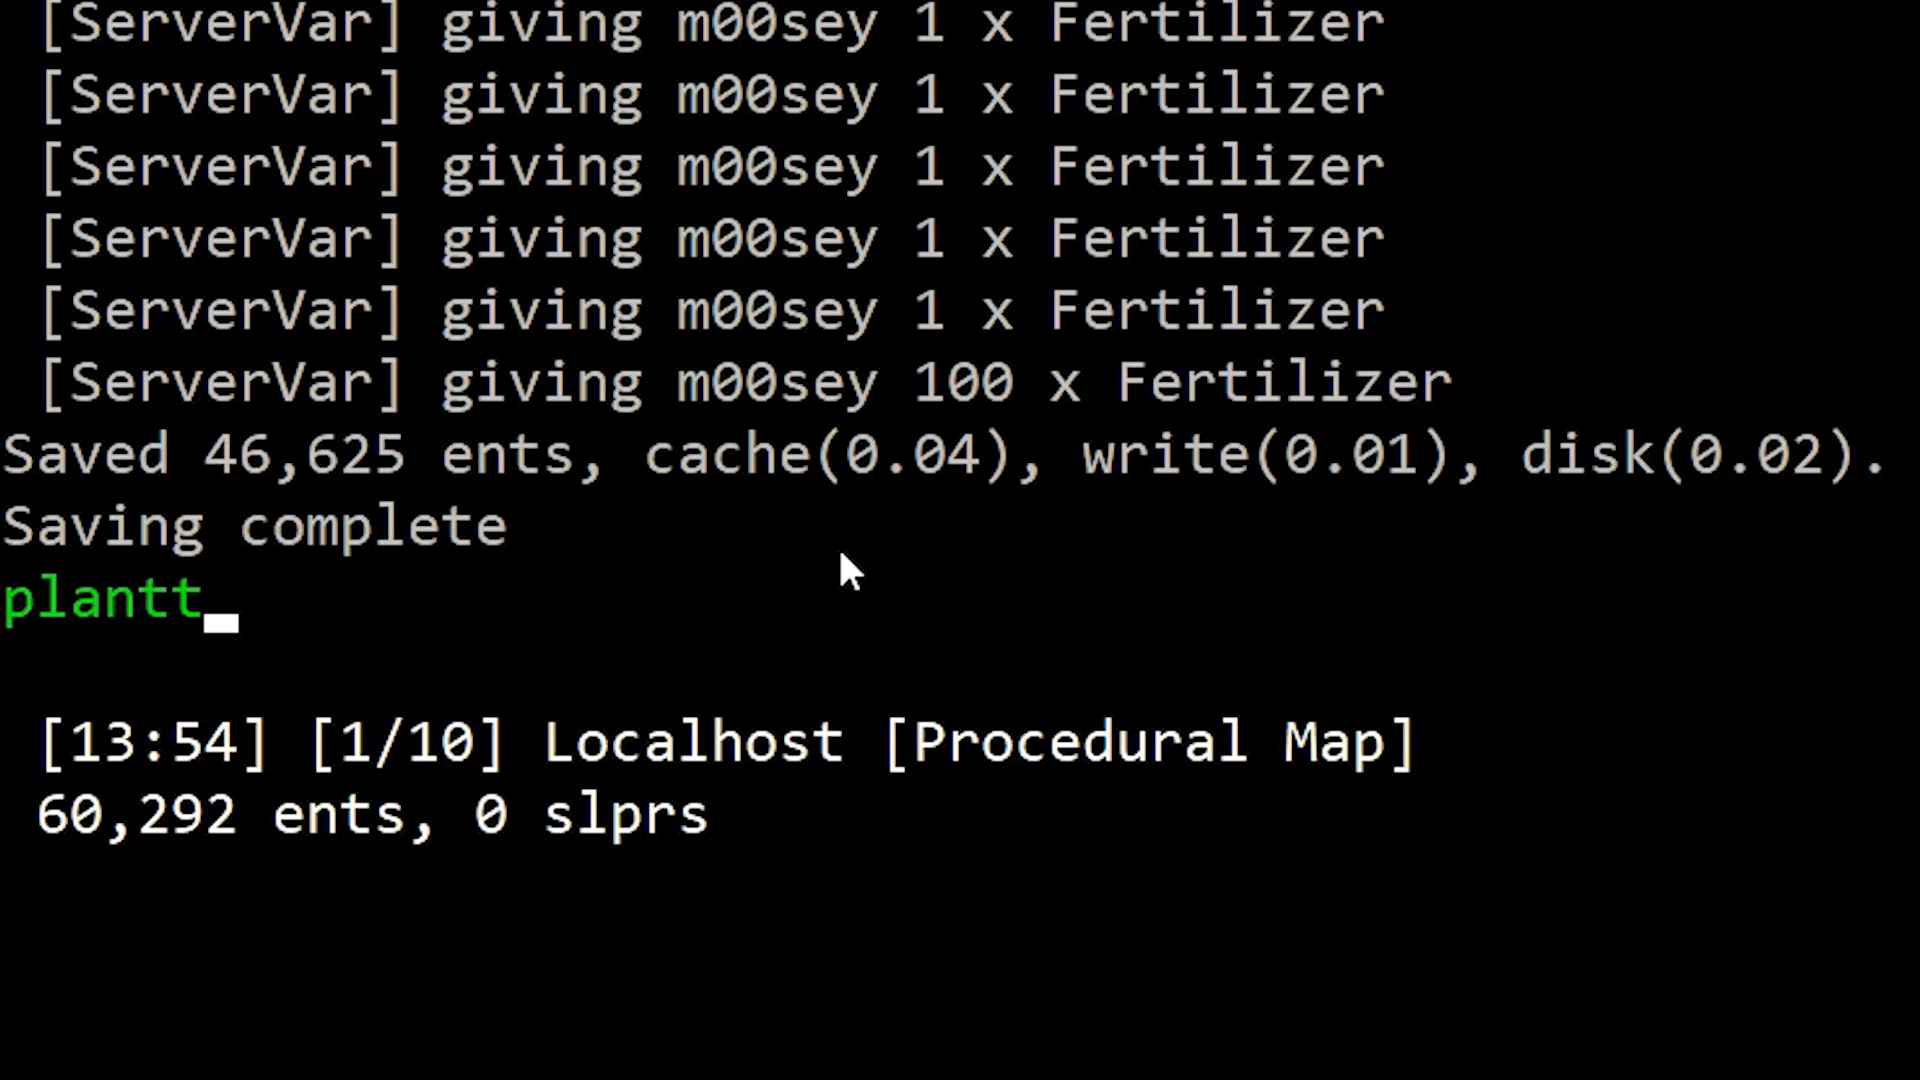 [ServerVar] giving m00sey 1 x Fertilizer
[ServerVar] giving m00sey 1 x Fertilizer
[ServerVar] giving m00sey 1 x Fertilizer
[ServerVar] giving m00sey 1 x Fertilizer
[ServerVar] giving m00sey 1 x Fertilizer
[ServerVar] giving m00sey 100 x Fertilizer
Saved 46,625 ents, cache(0.04), write(0.01), disk(0.02).
Saving complete
plantt
[13:54] [1/10] Localhost [Procedural Map]
60,292 ents, 0 slprs